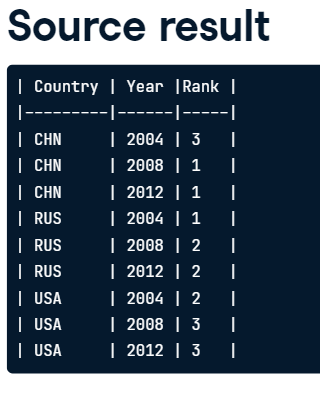 Source result
| Country | Year |Rank |
|---------|------|-----|
| CHN     | 2004 | 3   |
| CHN     | 2008 | 1   |
| CHN     | 2012 | 1   |
| RUS     | 2004 | 1   |
| RUS     | 2008 | 2   |
| RUS     | 2012 | 2   |
| USA     | 2004 | 2   |
| USA     | 2008 | 3   |
| USA     | 2012 | 3   |